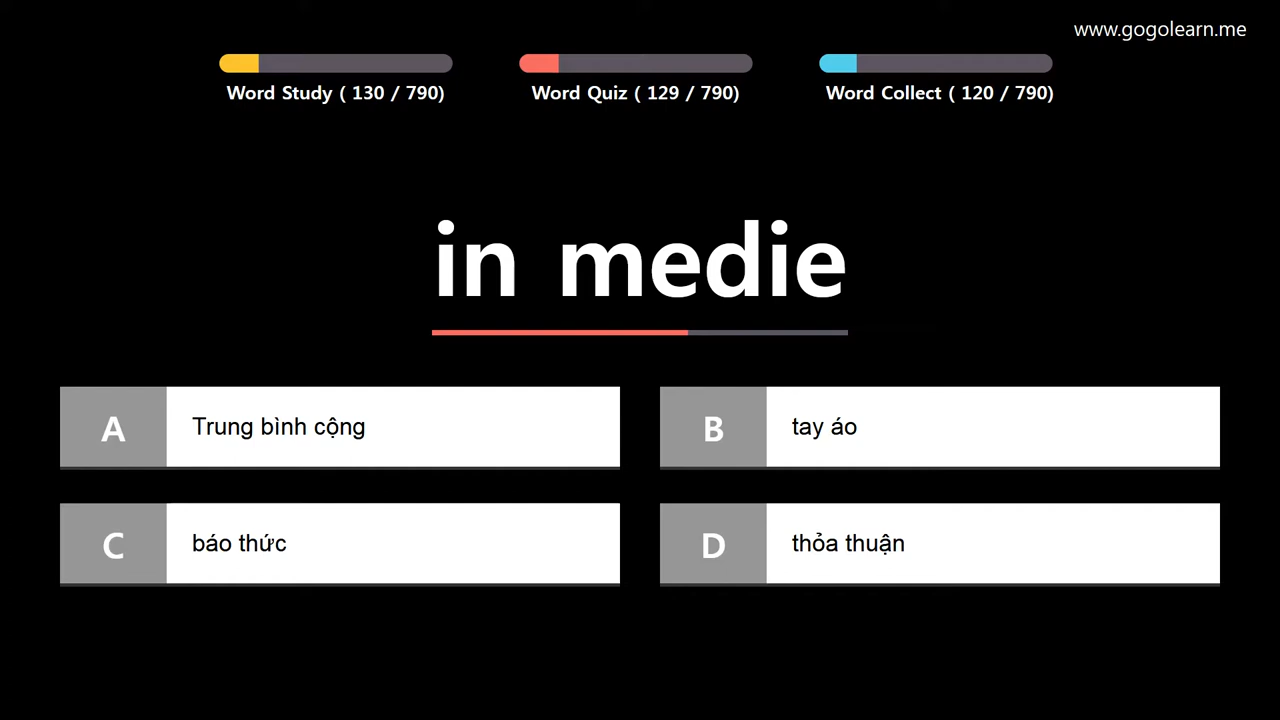 www.gogolearn.me
Word Study ( 130 / 790)
Word Quiz ( 129 / 790)
Word Collect ( 120 / 790)
in medie
A Trung bình cộng
B tay áo
C báo thức
D thỏa thuận